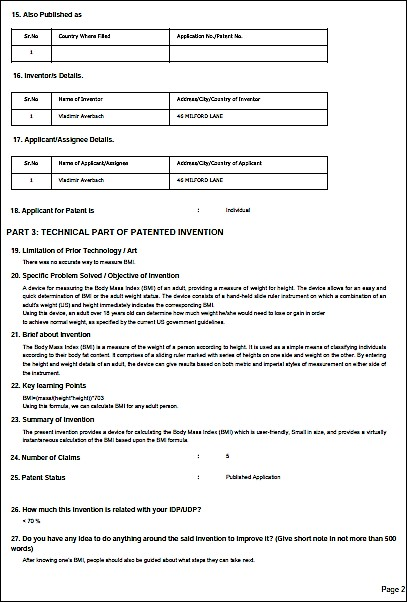 15. Also Published as
Sr.No Country Where Filed Application No./Patent No.
1
16. Inventor/s Details.
Sr.No Name of Inventor Address/City/Country of Inventor
1 Vladimir Averbach 46 MILFORD LANE
17. Applicant/Assignee Details.
Sr.No Name of Applicant/Assignee Address/City/Country of Applicant
1 Vladimir Averbach 46 MILFORD LANE
18. Applicant for Patent is : Individual
PART 3: TECHNICAL PART OF PATENTED INVENTION
19. Limitation of Prior Technology / Art
There was no accurate way to measure BMI.
20. Specific Problem Solved / Objective of Invention
A device for measuring the Body Mass Index (BMI) of an adult, providing a measure of weight for height. The device allows for an easy and
quick determination of BMI or the adult weight status. The device consists of a hand-held slide ruler instrument on which a combination of an
adult's weight (US) and height immediately indicates the corresponding BMI.
Using this device, an adult over 18 years old can determine how much he/she would need to lose or gain in order
to achieve normal weight, as specified by the current US government guidelines.
21. Brief about Invention
The Body Mass Index (BMI) is a measure of the weight of a person according to height. It is used as a simple means of classifying individuals
according to their body fat content. It comprises of a sliding ruler marked with series of heights on one side and weight on the other. By entering
the height and weight details of an adult, the device can give results based on both metric and imperial styles of measurement on either side of
the instrument.
22. Key learning Points
BMI=(mass/(height*height))*703
Using this formula, we can calculate BMI for any adult person.
23. Summary of Invention
The present invention provides a device for calculating the Body Mass Index (BMI) which is user-friendly, Small in size, and provides a virtually
instantaneous calculation of the BMI based upon the BMI formula.
24. Number of Claims : 5
25. Patent Status : Published Application
26. How much this invention is related with your IDP/UDP?
< 70 %
27. Do you have any idea to do anything around the said invention to improve it? (Give short note in not more than 500
words)
After knowing one's BMI, people should also be guided about what steps they can take next.
Page 2